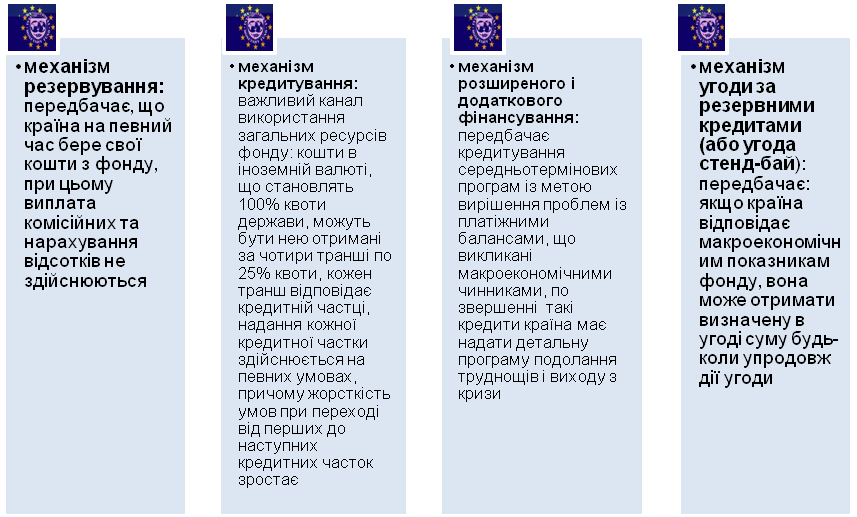 •механізм
резервування:
передбачає, що
країна на певний
час бере свої
кошти з фонду,
при цьому
виплата
комісійних та
нарахування
відсотків не
здійснюються
•механізм
кредитування:
важливий канал
використання
загальних ресурсів
фонду: кошти в
іноземній валюті,
що становлять
100% квоти
держави, можуть
бути нею отримані
за чотири транші по
25% квоти, кожен
транш відповідає
кредитній частці,
надання кожної
кредитної частки
здійснюється на
певних умовах,
причому жорсткість
умов при переході
від перших до
наступних
кредитних часток
зростає
•механізм
розширеного і
додаткового
фінансування:
передбачає
кредитування
середньотермінових
програм із метою
вирішення проблем із
платіжними
балансами, що
викликані
макроекономічними
чинниками, по
звершенні такі
кредити країна має
надати детальну
програму подолання
труднощів і виходу з
кризи
•механізм
угоди за
резервними
кредитами
(або угода
стенд-бай):
передбачає:
якщо країна
відповідає
макроекономічн
им показникам
фонду, вона
може отримати
визначену в
угоді суму будь-
коли упродовж
дії угоди